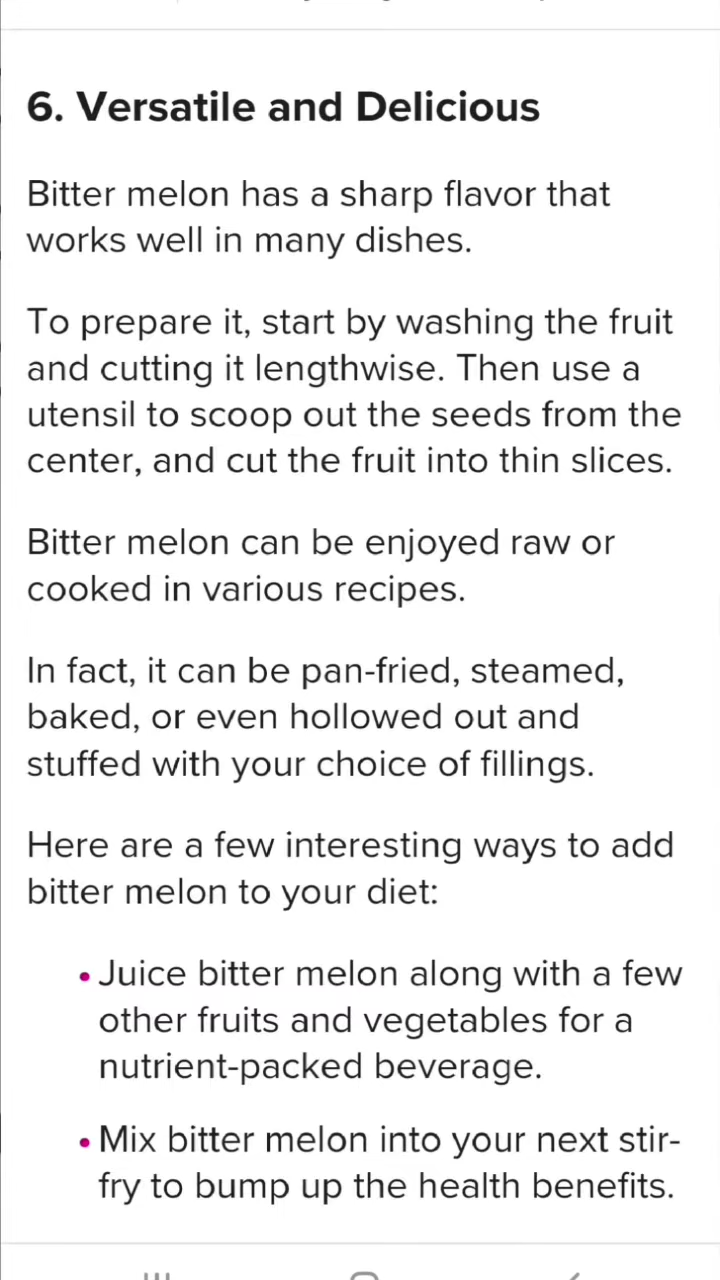 6. Versatile and Delicious
Bitter melon has a sharp flavor that
works well in many dishes.
To prepare it, start by washing the fruit
and cutting it lengthwise. Then use a
utensil to scoop out the seeds from the
center, and cut the fruit into thin slices.
Bitter melon can be enjoyed raw or
cooked in various recipes.
In fact, it can be pan-fried, steamed,
baked, or even hollowed out and
stuffed with your choice of fillings.
Here are a few interesting ways to add
bitter melon to your diet:
• Juice bitter melon along with a few
other fruits and vegetables for a
nutrient-packed beverage.
• Mix bitter melon into your next stir-
fry to bump up the health benefits.